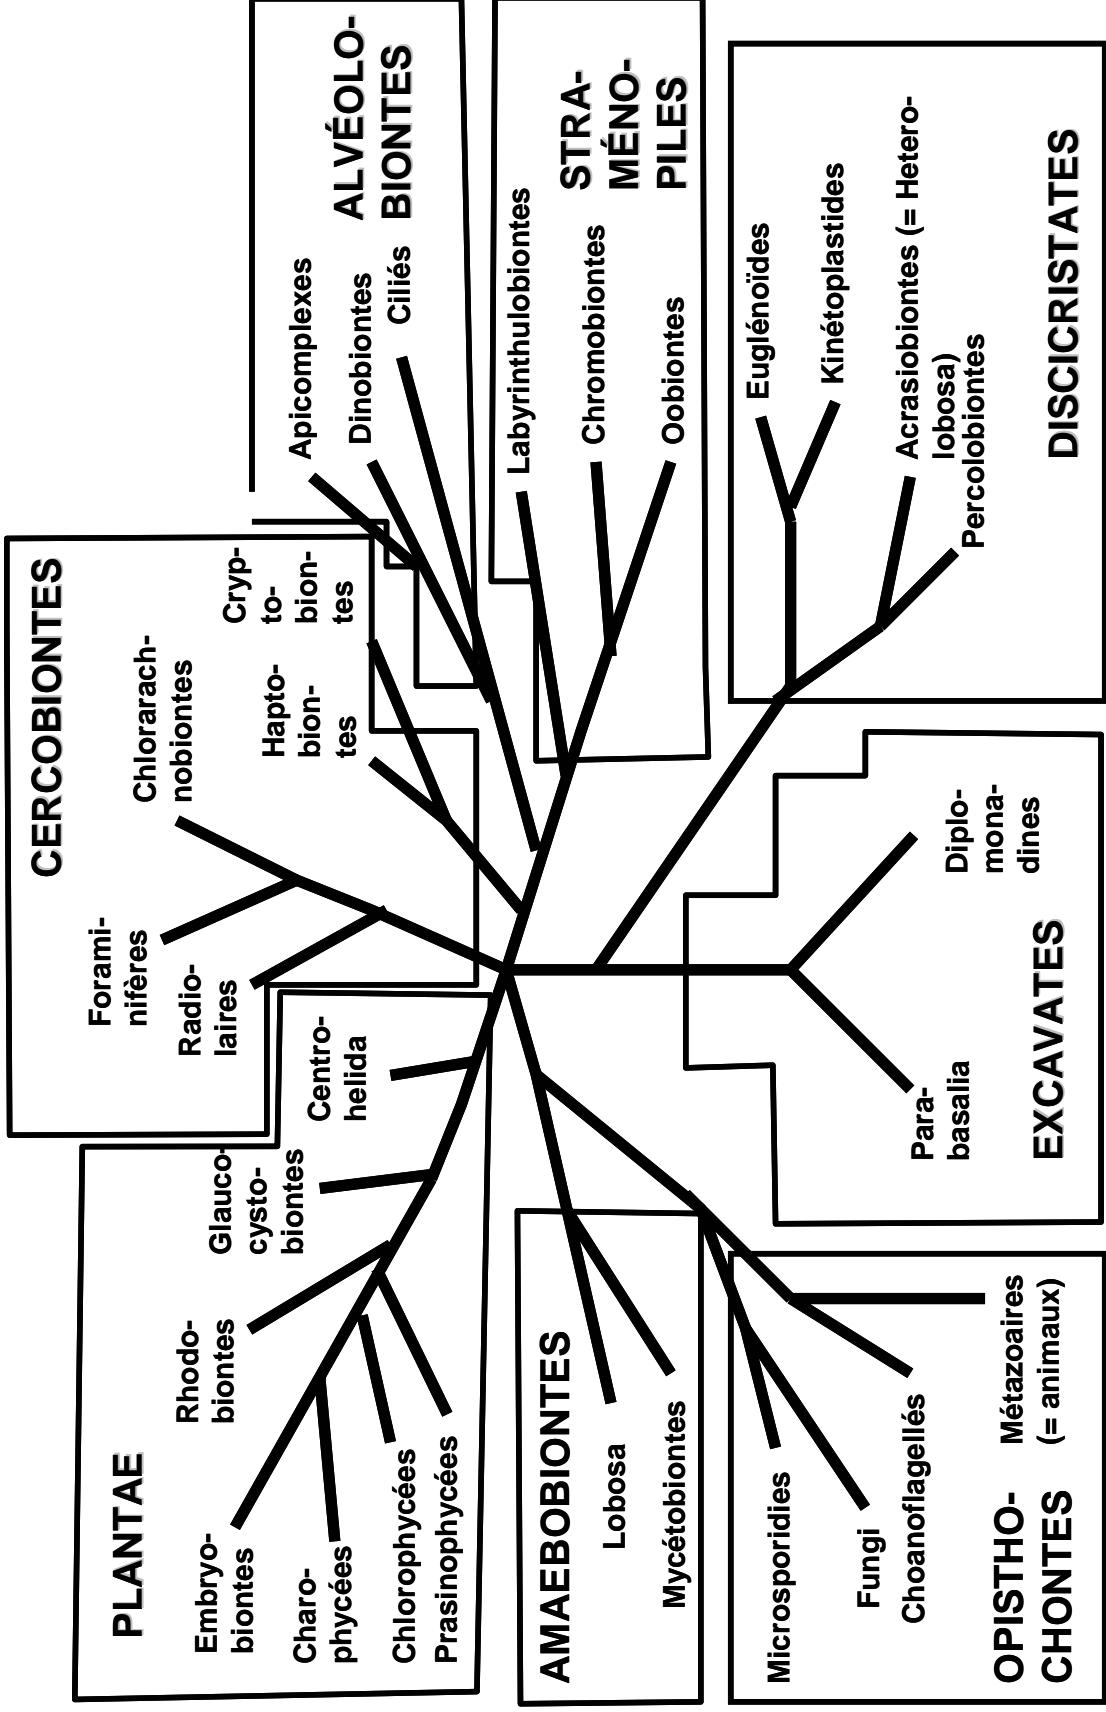 PLANTAE
Embryo-
biontes
Charo-
phycées
Chlorophycées
Prasinophycées
Rhodo-
biontes
Glauco-
cysto-
biontes
Centro-
helida
CERCOBIONTES
Forami-
nifères
Radio-
laires
Chlorarach-
nobiontes
Hapto-
bion-
tes
Cryp-
to-
bion-
tes
ALVÉOLO-
BIONTES
Apicomplexes
Dinobiontes
Ciliés
STRA-
MÉNO-
PILES
Labyrinthulobiontes
Chromobiontes
Oobiontes
AMAEBOBIONTES
Lobosa
Mycétobiontes
Microsporidies
Fungi
Choanoflagellés
Métazoaires
(= animaux)
OPISTHO-
CHONTES
Para-
basalia
Diplo-
mona-
dines
EXCAVATES
Euglénoïdes
Kinétoplastides
Acrasiobiontes (= Hetero-
lobosa)
Percolobiontes
DISCICRISTATES